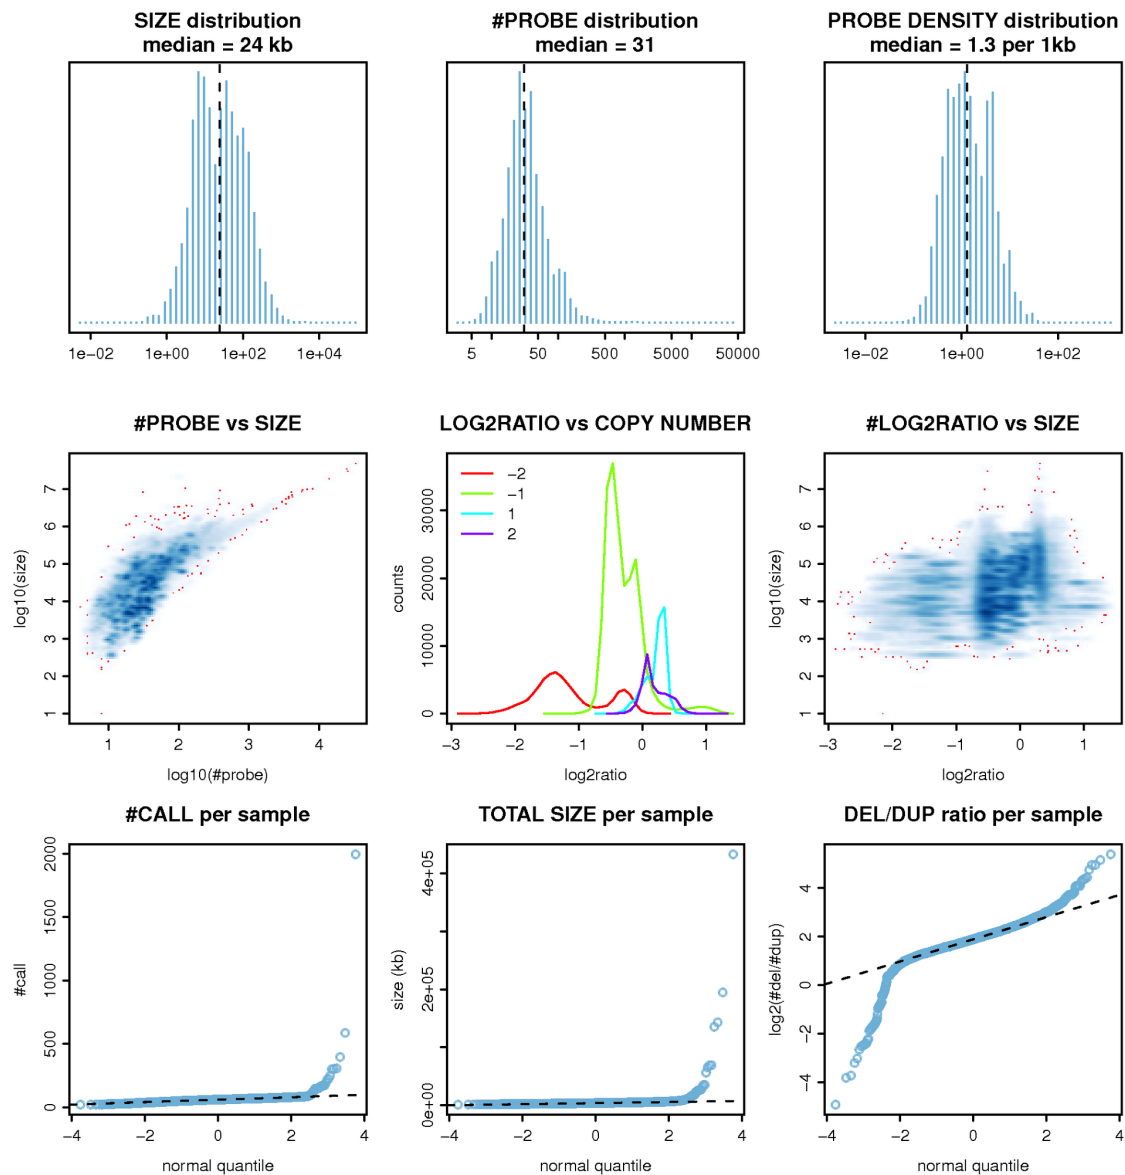 SIZE distribution
median = 24 kb
#PROBE distribution
median = 31
PROBE DENSITY distribution
median = 1.3 per 1kb
1e−02 1e+00 1e+02 1e+04
5 50 500 5000 50000
1e−02 1e+00 1e+02
#PROBE vs SIZE
LOG2RATIO vs COPY NUMBER
#LOG2RATIO vs SIZE
log10(size)
7
6
5
4
3
2
1
1 2 3 4
log10(#probe)
counts
30000
20000
10000
0
−2
−1
1
2
−3 −2 −1 0 1
log2ratio
log10(size)
7
6
5
4
3
2
1
−3 −2 −1 0 1
log2ratio
#CALL per sample
TOTAL SIZE per sample
DEL/DUP ratio per sample
#call
2000
1500
1000
500
0
−4 −2 0 2 4
normal quantile
size (kb)
4e+05
2e+05
0e+00
−4 −2 0 2 4
normal quantile
log2(#del/#dup)
4
2
0
−2
−4
−4 −2 0 2 4
normal quantile